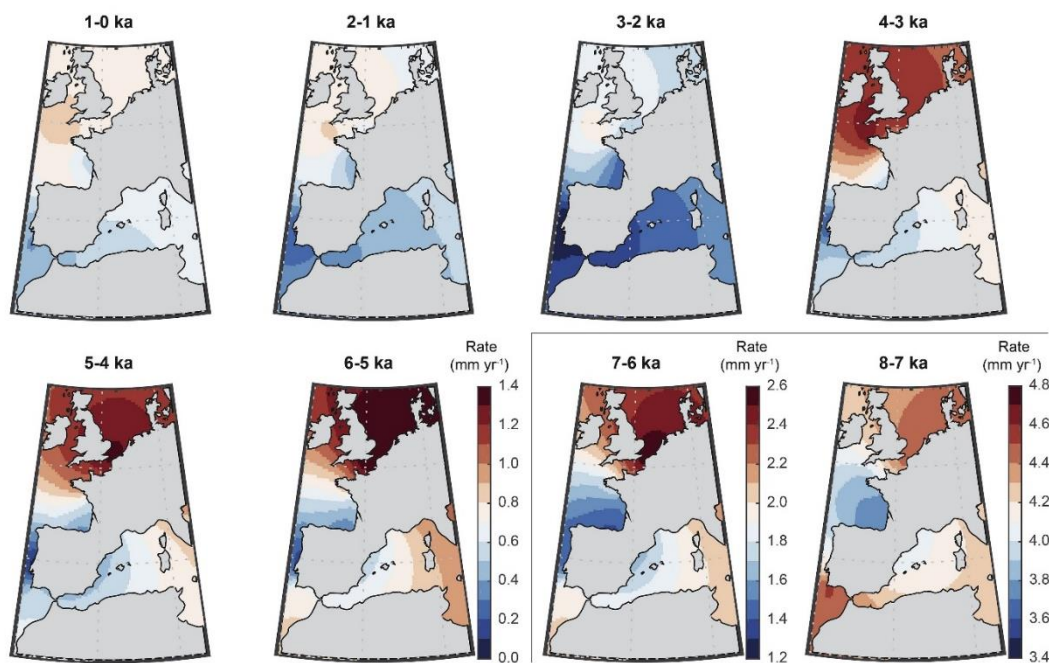 1-0 ka
2-1 ka
3-2 ka
4-3 ka
5-4 ka
6-5 ka
Rate
(mm yr⁻¹)
1.4
1.2
1.0
0.8
0.6
0.4
0.2
0.0
7-6 ka
Rate
(mm yr⁻¹)
2.6
2.4
2.2
2.0
1.8
1.6
1.4
1.2
8-7 ka
Rate
(mm yr⁻¹)
4.8
4.6
4.4
4.2
4.0
3.8
3.6
3.4